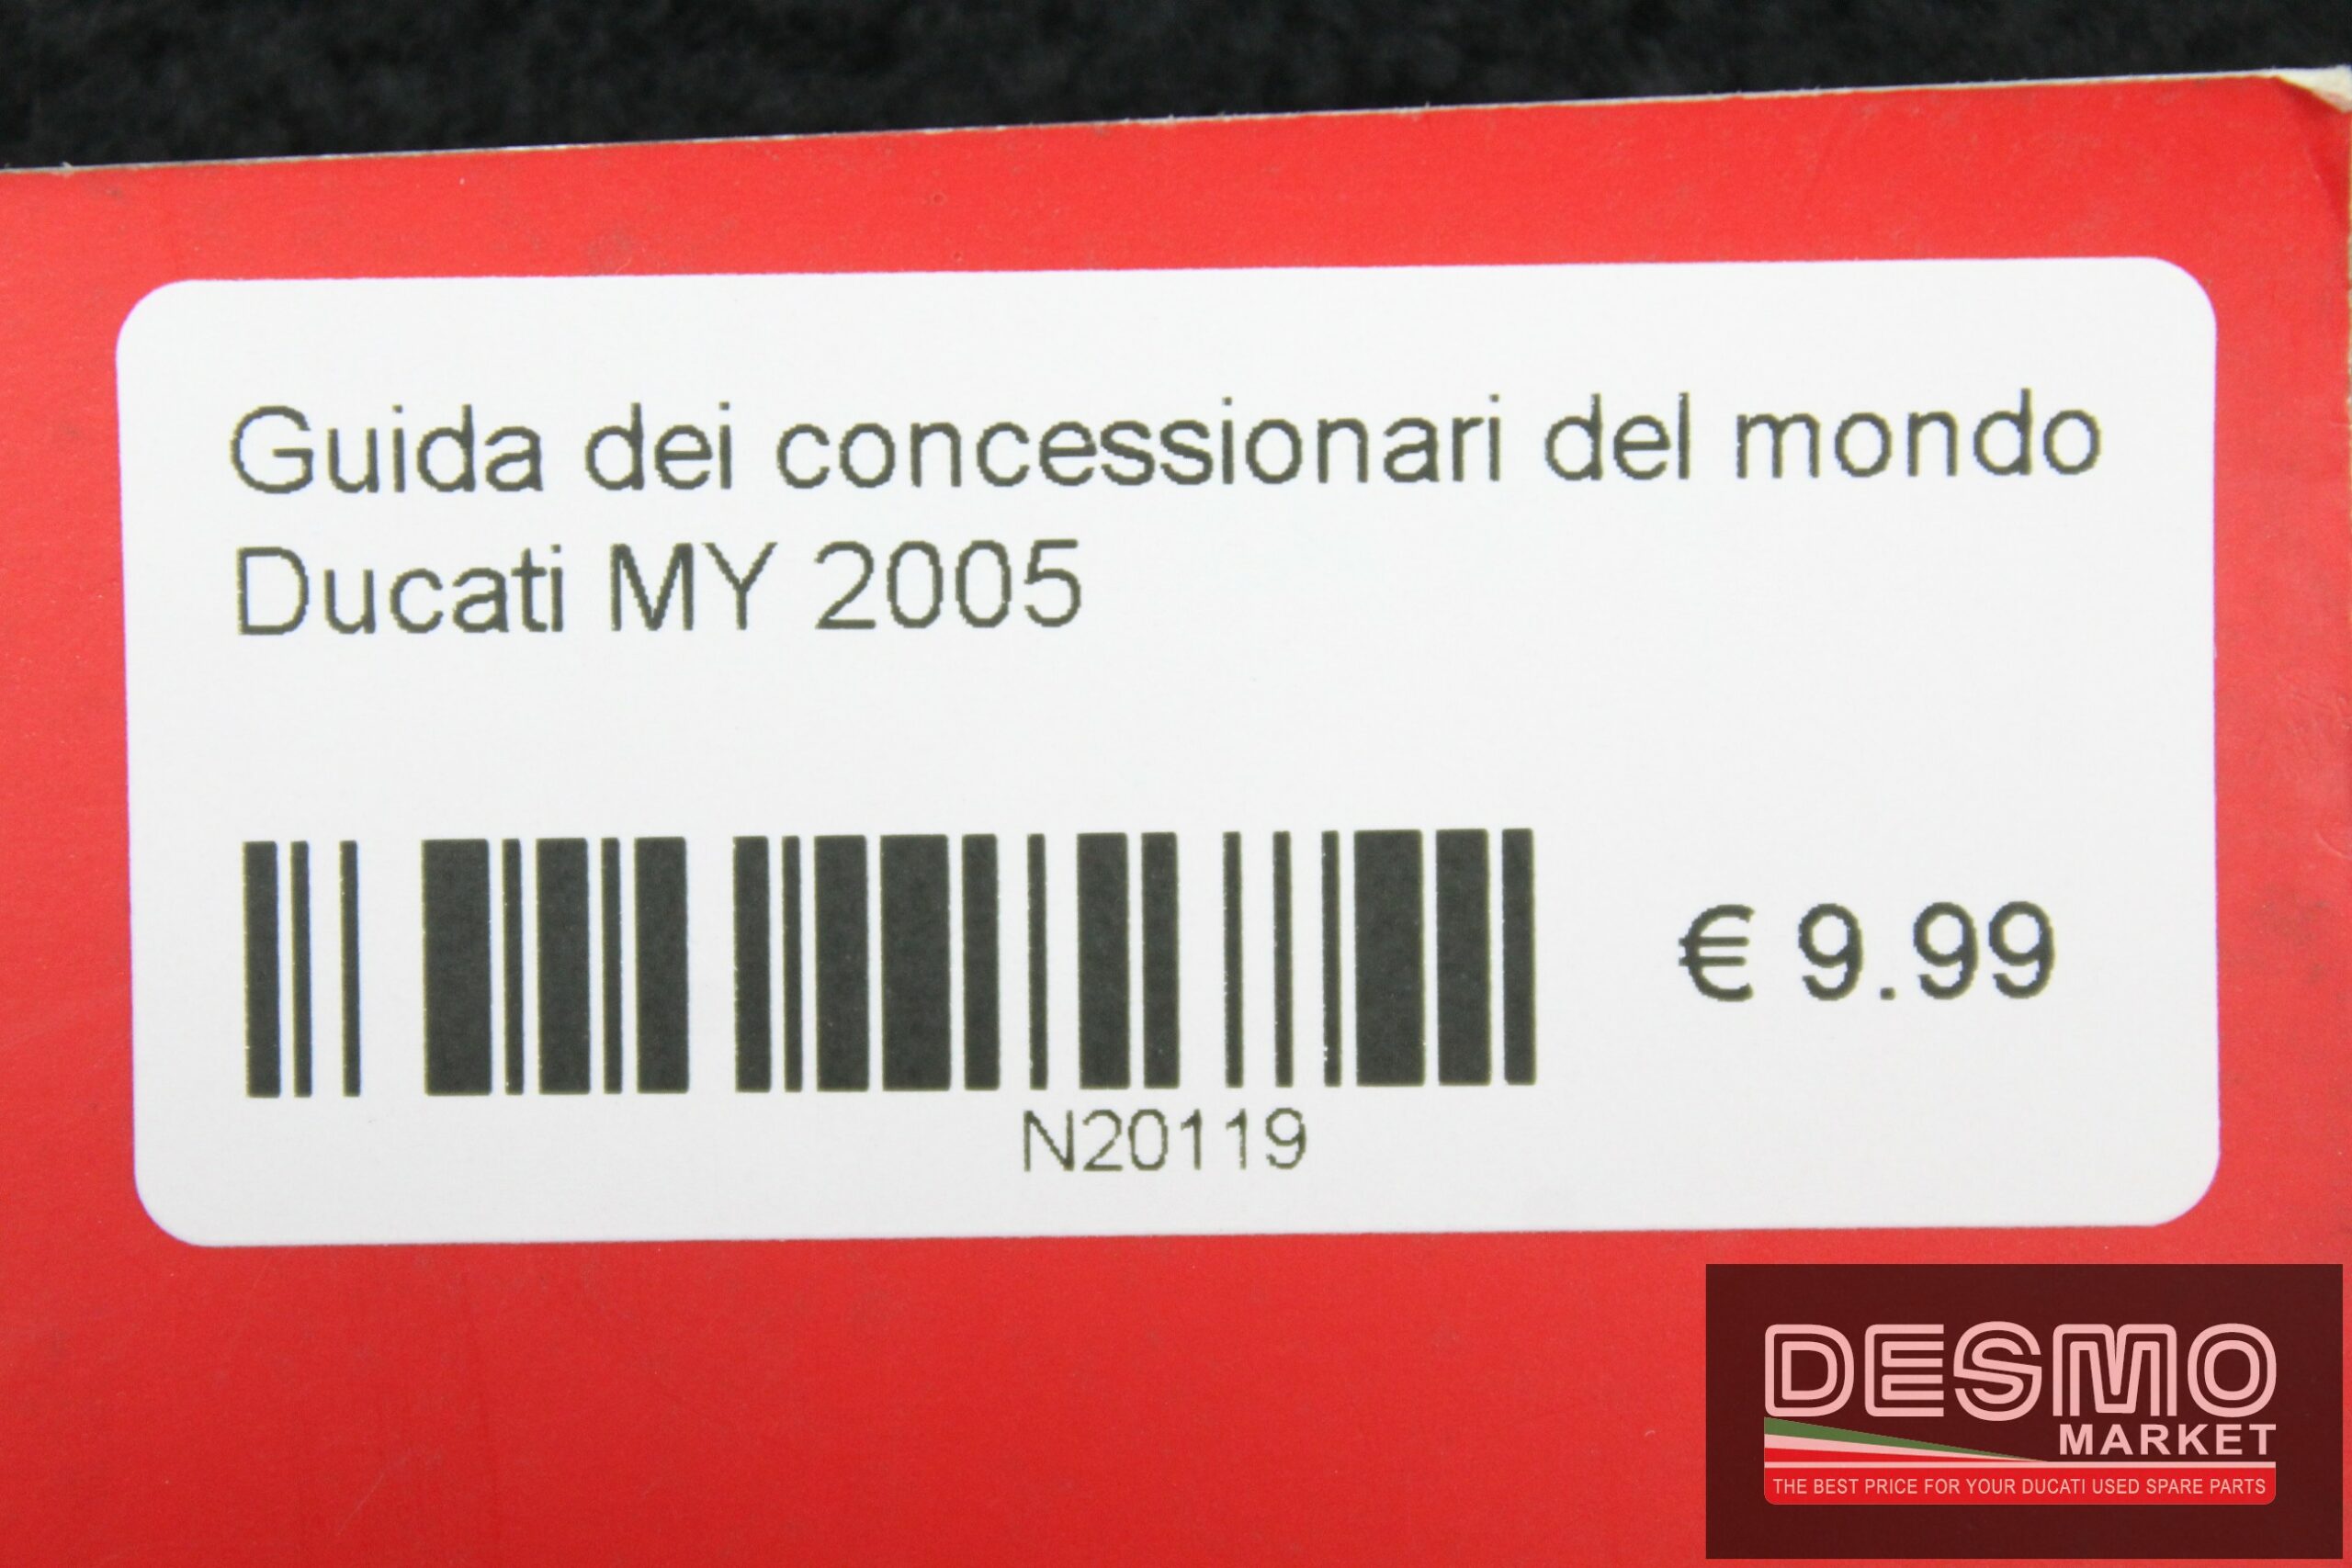 Guida dei concessionari del mondo
Ducati MY 2005
€ 9.99
N20119
DESMO
MARKET
THE BEST PRICE FOR YOUR DUCATI USED SPARE PARTS